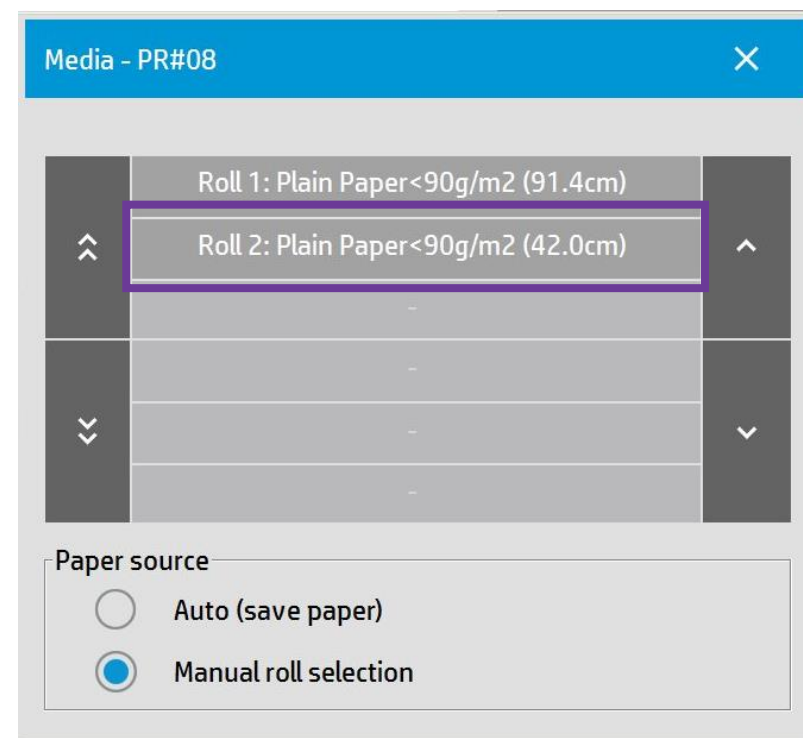 Media - PR#08
Roll 1: Plain Paper<90g/m2 (91.4cm)
Roll 2: Plain Paper<90g/m2 (42.0cm)
-
-
-
-
Paper source
Auto (save paper)
Manual roll selection